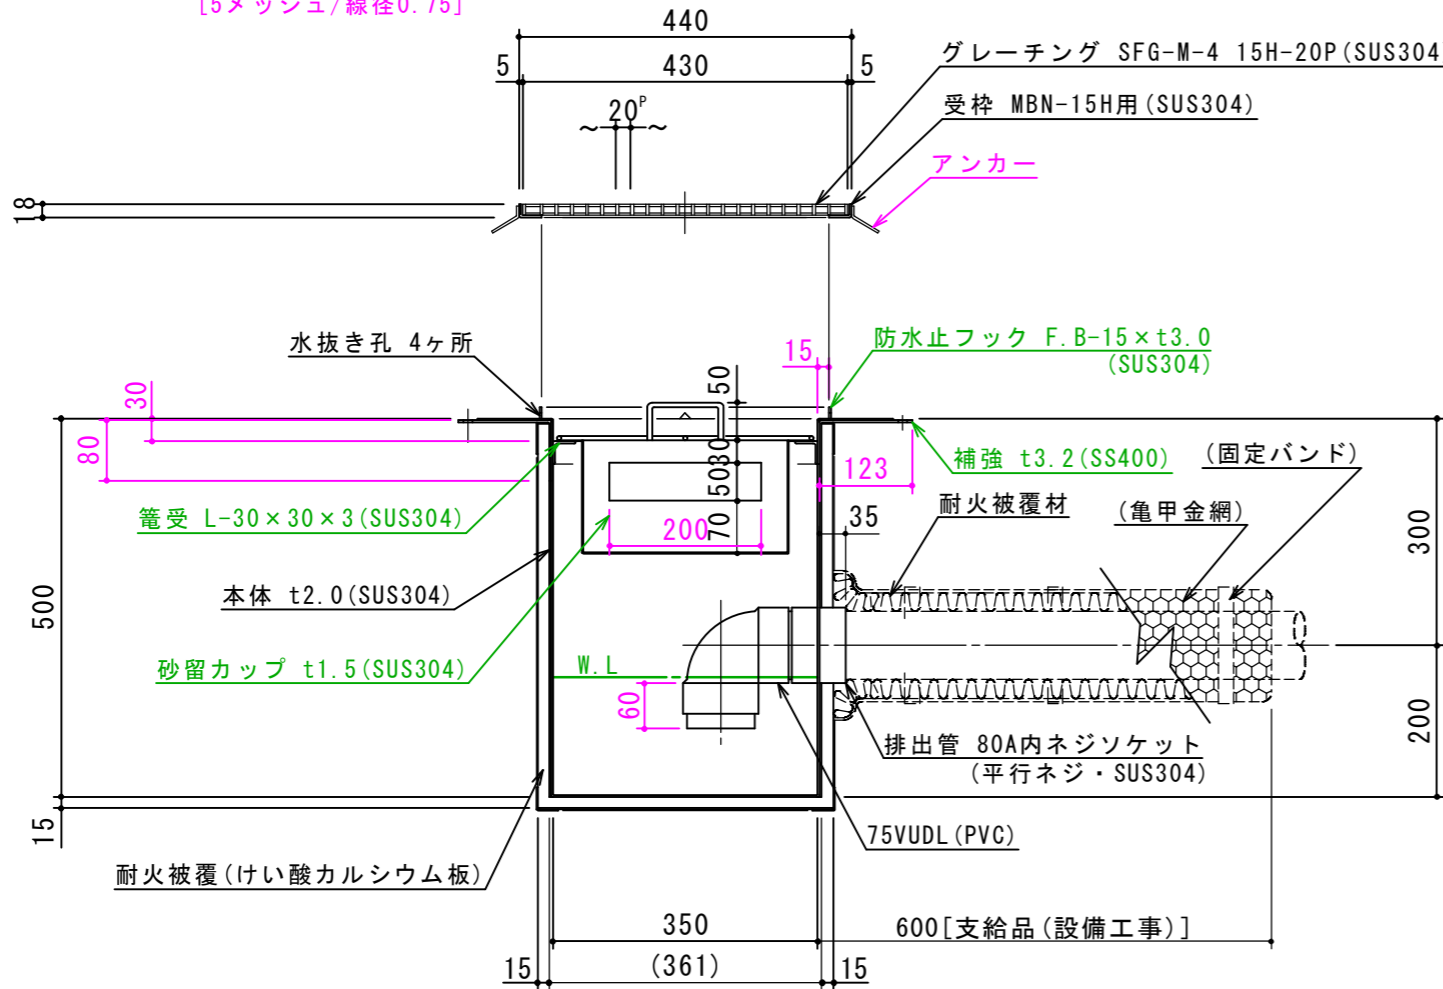 [5メッシュ/線径0.75]
440
グレーチング SFG-M-4 15H-20P(SUS304
5 430 5
受枠 MBN-15H用(SUS304)
20P
~ ~
アンカー
18
水抜き孔 4ヶ所
防水止フック F.B-15×t3.0
(SUS304)
15
50
30
80
補強 t3.2(SS400)
(固定バンド)
30
50
70
123
篭受 L-30×30×3(SUS304)
200
35
耐火被覆材
(亀甲金網)
300
500
本体 t2.0(SUS304)
砂留カップ t1.5(SUS304)
W.L
60
200
排出管 80A内ネジソケット
(平行ネジ・SUS304)
15
75VUDL(PVC)
耐火被覆(けい酸カルシウム板)
350
600[支給品(設備工事)]
15 (361) 15